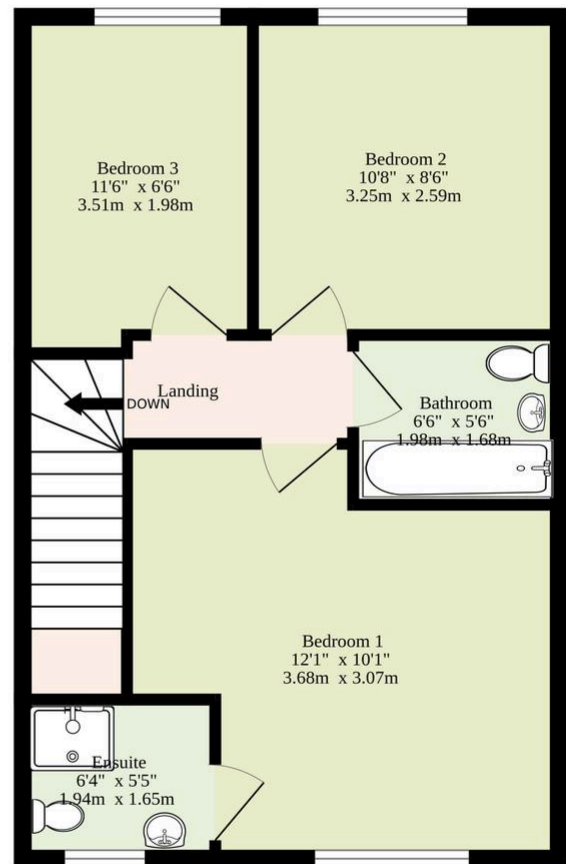 Bedroom 3
11'6" x 6'6"
3.51m x 1.98m
Bedroom 2
10'8" x 8'6"
3.25m x 2.59m
Landing
DOWN
Bathroom
6'6" x 5'6"
1.98m x 1.68m
Bedroom 1
12'1" x 10'1"
3.68m x 3.07m
Ensuite
6'4" x 5'5"
1.94m x 1.65m